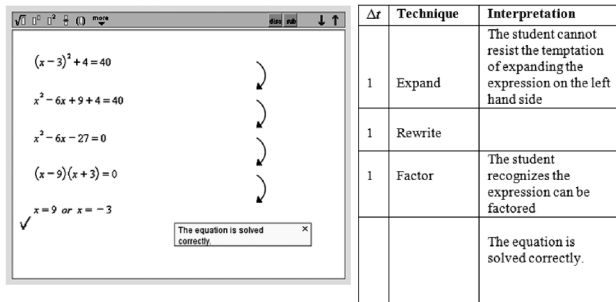 more disc sub
(x − 3)² + 4 = 40
x² − 6x + 9 + 4 = 40
x² − 6x − 27 = 0
(x − 9)(x + 3) = 0
x = 9 or x = −3
The equation is solved
correctly.
Δt Technique Interpretation
The student cannot
resist the temptation
of expanding the
1 Expand expression on the left
hand side
1 Rewrite
The student
1 Factor recognizes the
expression can be
factored
The equation is
solved correctly.